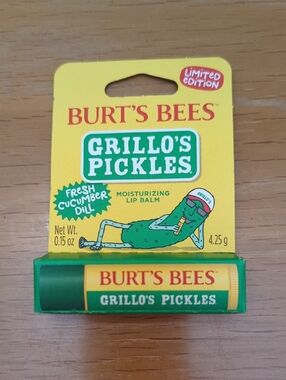 LiMiTED
EDITION
BURT'S BEES
GRILLO'S
PICKLES
FRESH
CUCUMBER
DILL
MOISTURIZING
LIP BALM
Net Wt.
0.15 oz
4.25 g
BURT'S BEES
GRILLO'S PICKLES